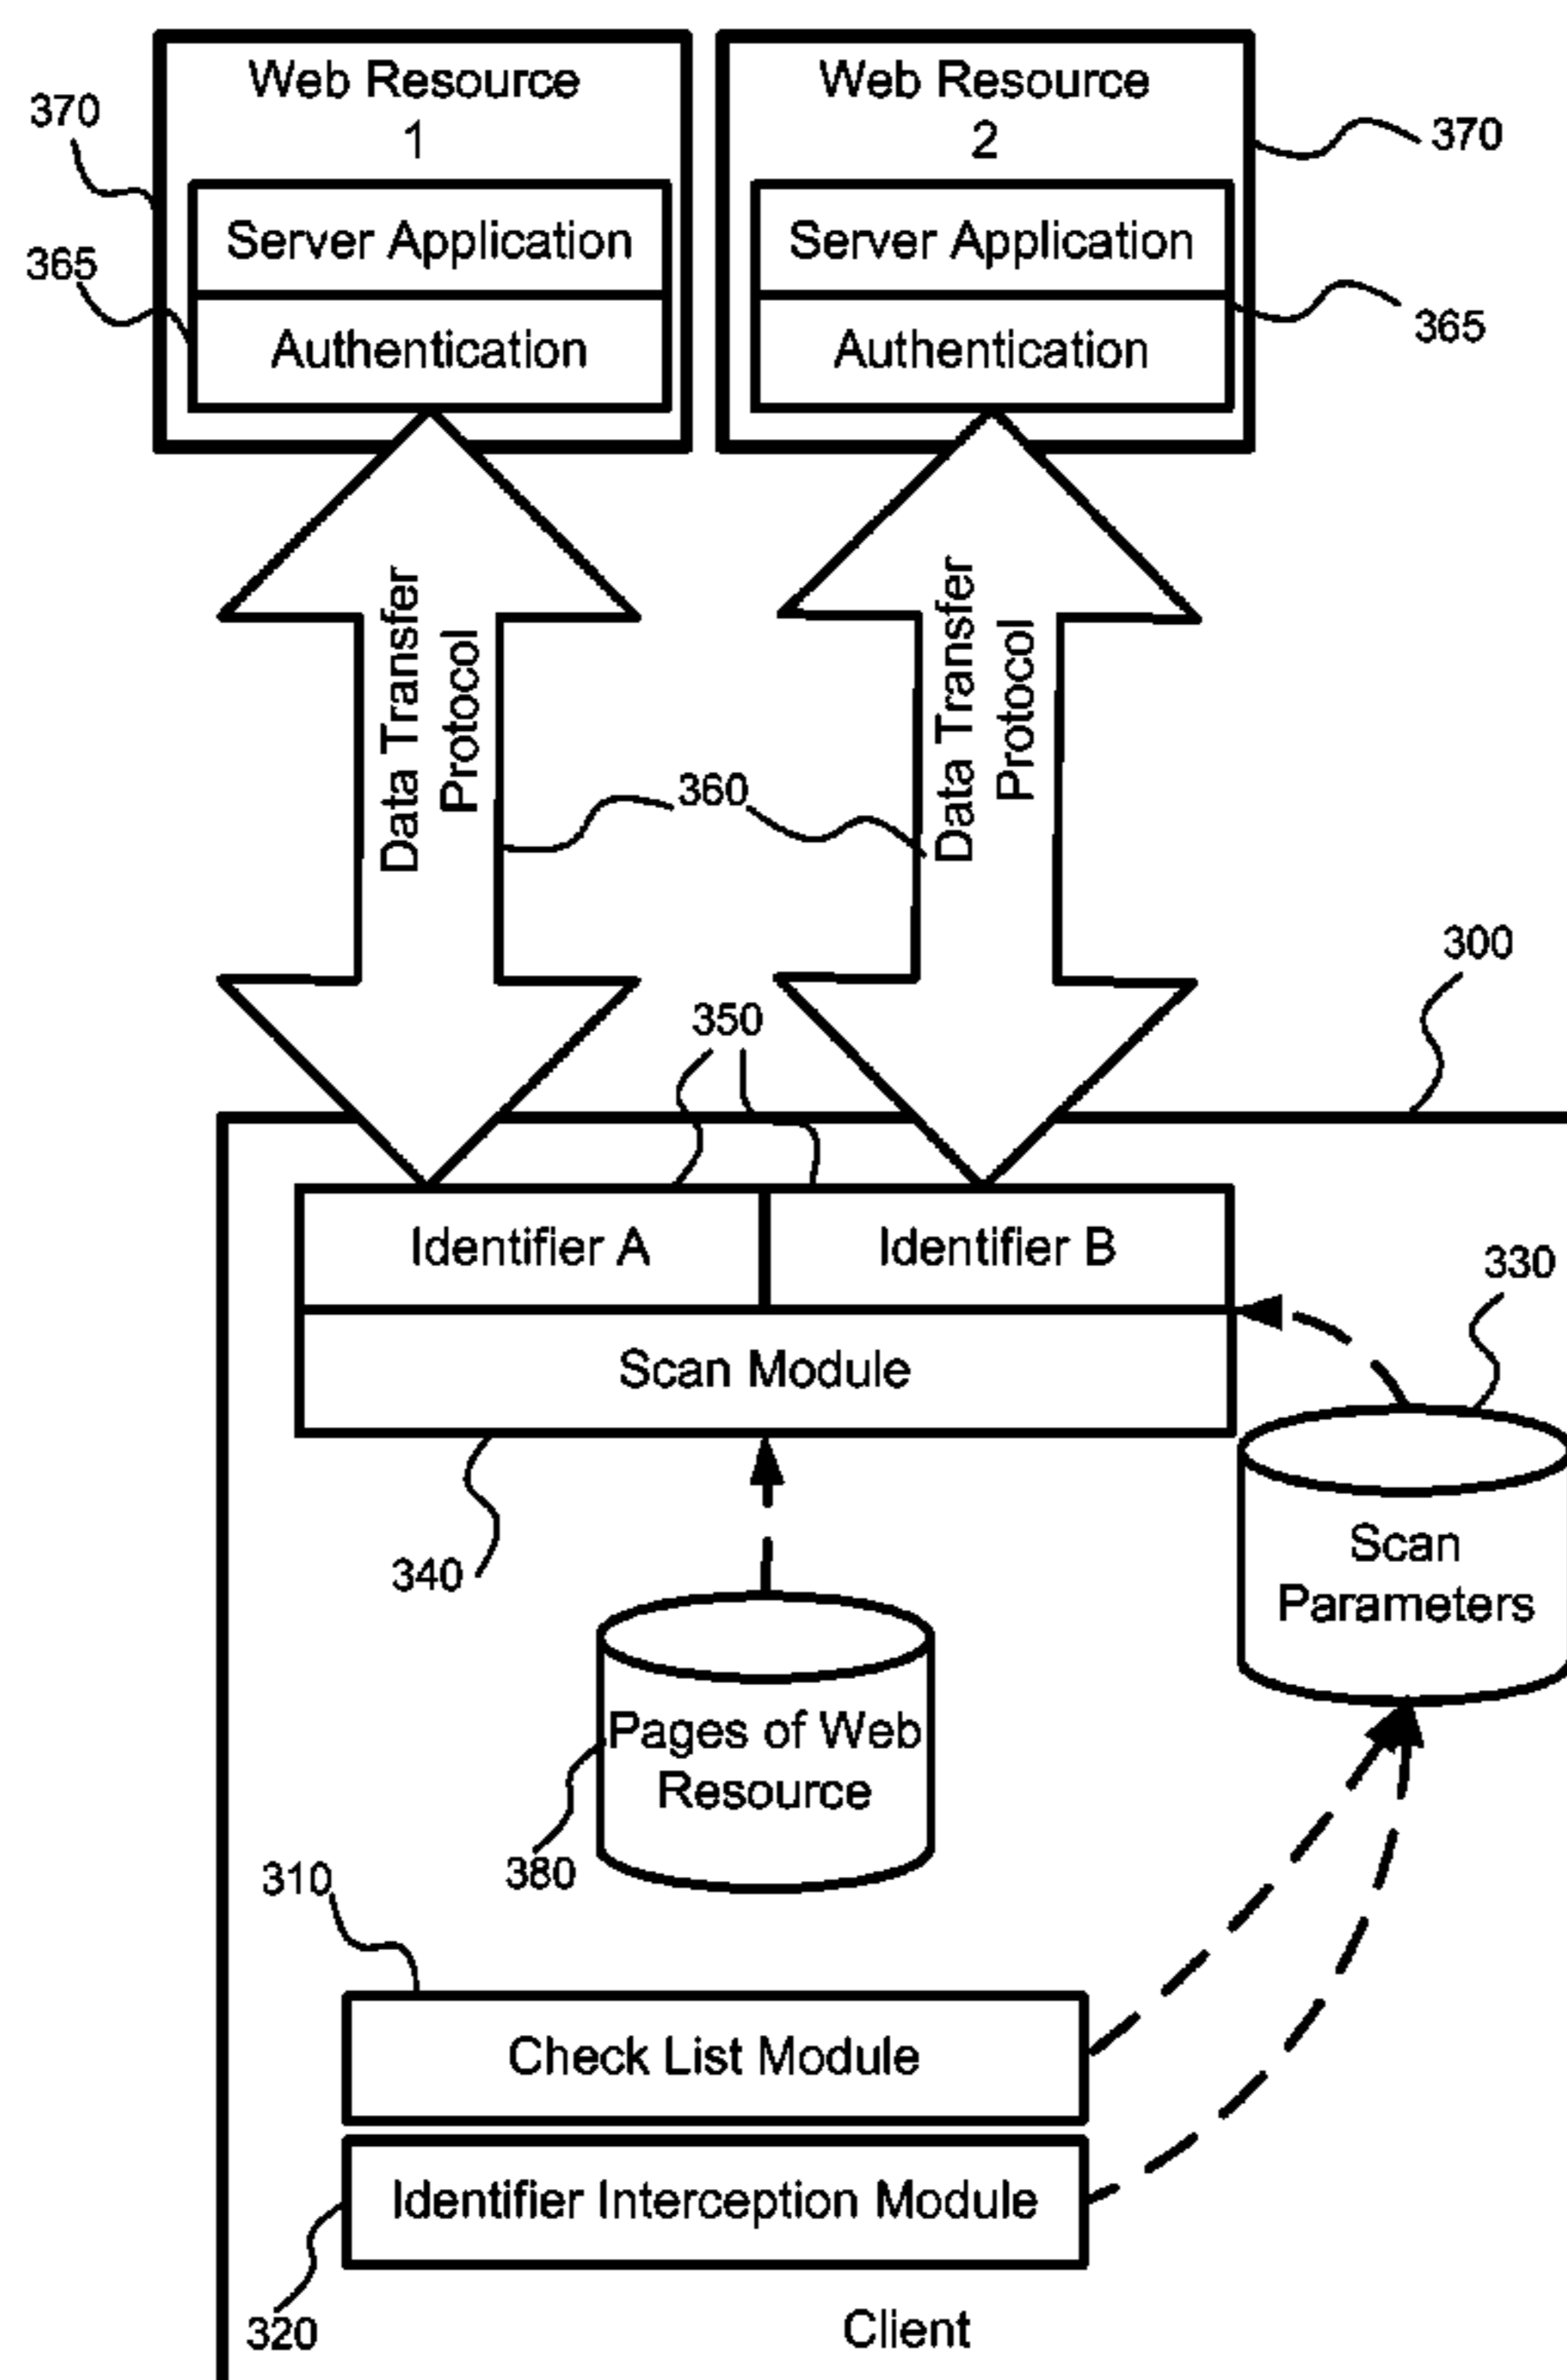 Web Resource
1
Web Resource
2
370
370
Server Application
Server Application
365
365
Authentication
Authentication
Data Transfer
Protocol
Data Transfer
Protocol
360
300
350
Identifier A
Identifier B
330
Scan Module
340
Scan
Parameters
Pages of Web
Resource
380
310
Check List Module
Identifier Interception Module
320
Client